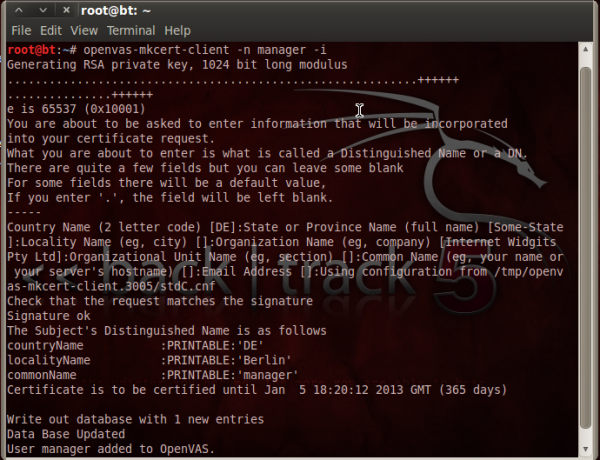 root@bt: ~
File Edit View Terminal Help
root@bt:~# openvas-mkcert-client -n manager -i
Generating RSA private key, 1024 bit long modulus
..............................................................++++++
................++++++
e is 65537 (0x10001)
You are about to be asked to enter information that will be incorporated
into your certificate request.
What you are about to enter is what is called a Distinguished Name or a DN.
There are quite a few fields but you can leave some blank
For some fields there will be a default value,
If you enter '.', the field will be left blank.
-----
Country Name (2 letter code) [DE]:State or Province Name (full name) [Some-State
]:Locality Name (eg, city) []:Organization Name (eg, company) [Internet Widgits
Pty Ltd]:Organizational Unit Name (eg, section) []:Common Name (eg, your name or
your server's hostname) []:Email Address []:Using configuration from /tmp/openv
as-mkcert-client.3005/stdC.cnf
Check that the request matches the signature
Signature ok
The Subject's Distinguished Name is as follows
countryName :PRINTABLE:'DE'
localityName :PRINTABLE:'Berlin'
commonName :PRINTABLE:'manager'
Certificate is to be certified until Jan 5 18:20:12 2013 GMT (365 days)
Write out database with 1 new entries
Data Base Updated
User manager added to OpenVAS.
<< back | track 5